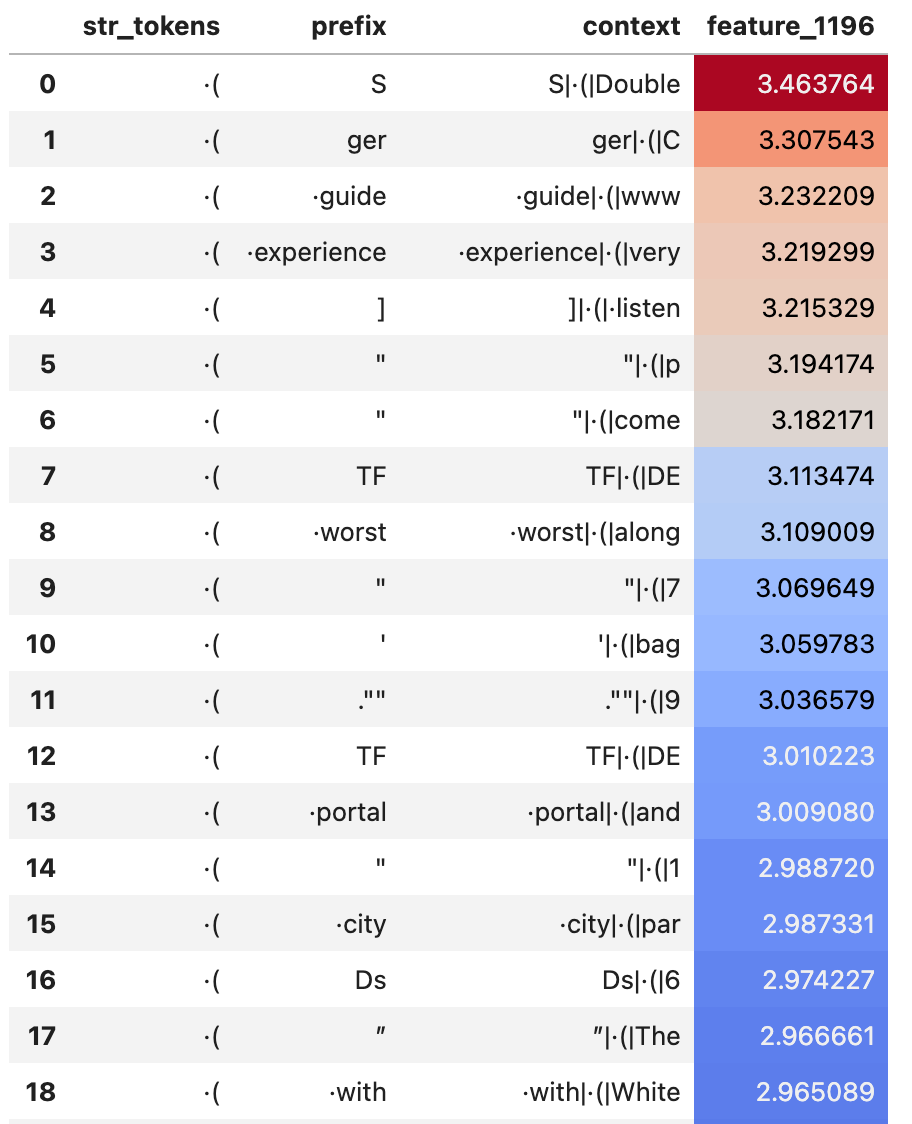 str_tokens prefix context feature_1196
0 ·( S S|·(|Double 3.463764
1 ·( ger ger|·(|C 3.307543
2 ·( ·guide ·guide|·(|www 3.232209
3 ·( ·experience ·experience|·(|very 3.219299
4 ·( ] ]|·(|·listen 3.215329
5 ·( " "|·(|p 3.194174
6 ·( " "|·(|come 3.182171
7 ·( TF TF|·(|DE 3.113474
8 ·( ·worst ·worst|·(|along 3.109009
9 ·( " "|·(|7 3.069649
10 ·( ' '|·(|bag 3.059783
11 ·( ."" .""|·(|9 3.036579
12 ·( TF TF|·(|DE 3.010223
13 ·( ·portal ·portal|·(|and 3.009080
14 ·( " "|·(|1 2.988720
15 ·( ·city ·city|·(|par 2.987331
16 ·( Ds Ds|·(|6 2.974227
17 ·( ″ ″|·(|The 2.966661
18 ·( ·with ·with|·(|White 2.965089